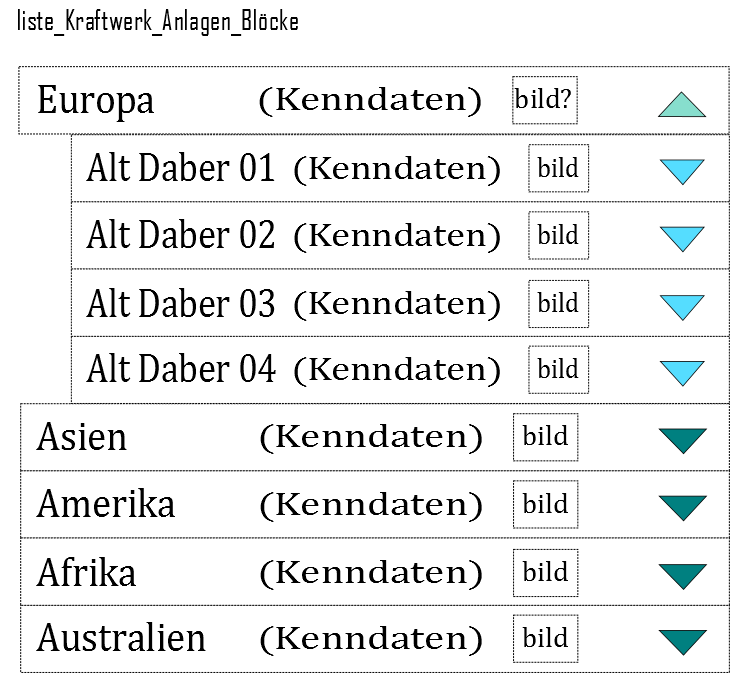 liste_Kraftwerk_Anlagen_Blöcke
Europa (Kenndaten) bild?
Alt Daber 01 (Kenndaten) bild
Alt Daber 02 (Kenndaten) bild
Alt Daber 03 (Kenndaten) bild
Alt Daber 04 (Kenndaten) bild
Asien (Kenndaten) bild
Amerika (Kenndaten) bild
Afrika (Kenndaten) bild
Australien (Kenndaten) bild